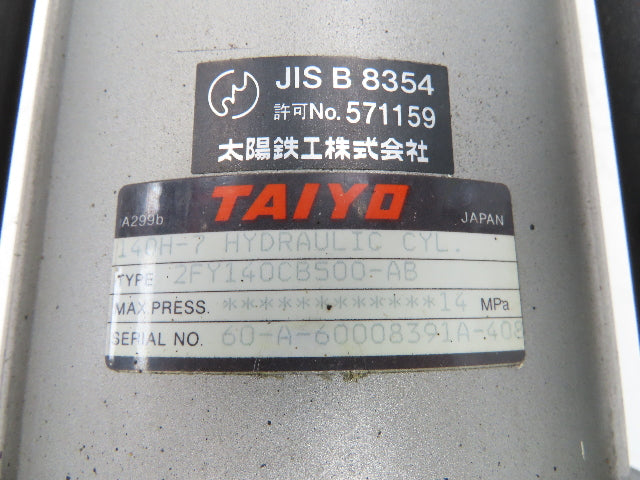 JIS B 8354
許可No. 571159
太陽鉄工株式会社
A299b TAIYO JAPAN
140H-7 HYDRAULIC CYL.
TYPE 2FY140CB500-AB
MAX PRESS. ************14 MPa
SERIAL NO. 60-A-60008391A-408